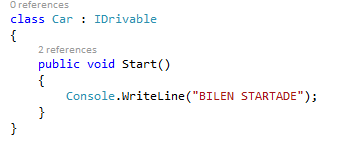 0 references
class Car : IDrivable
{
2 references
public void Start()
{
Console.WriteLine("BILEN STARTADE");
}
}